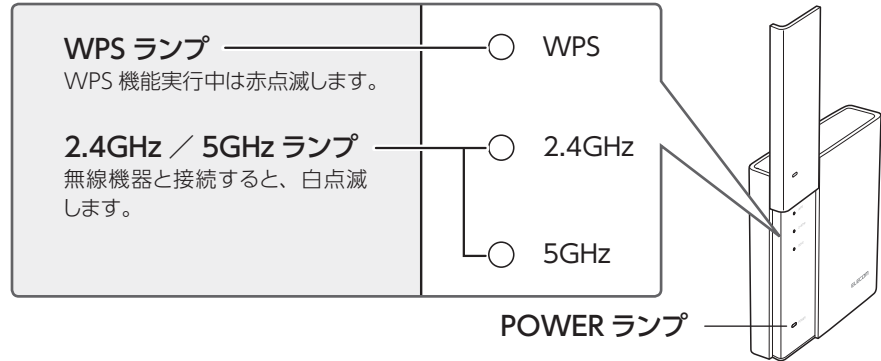 WPS ランプ
WPS 機能実行中は赤点滅します。
2.4GHz ／ 5GHz ランプ
無線機器と接続すると、白点滅
します。
WPS
2.4GHz
5GHz
POWER ランプ
ELECOM